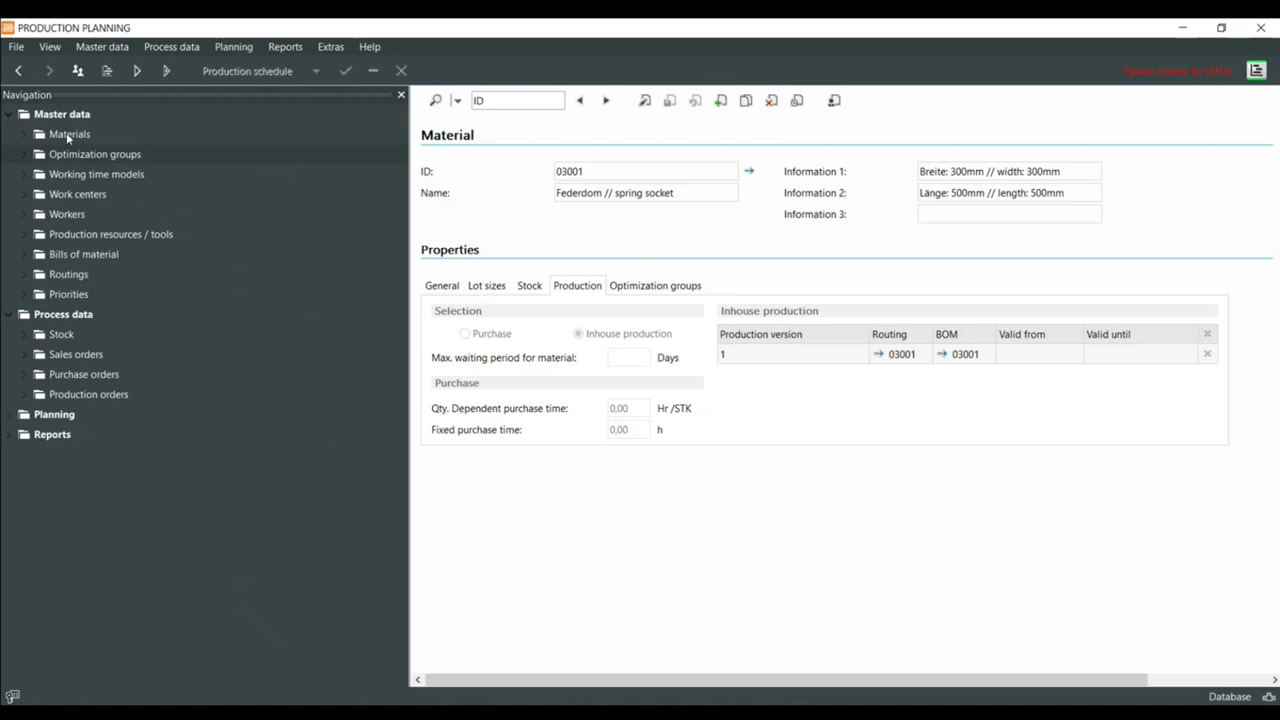 PRODUCTION PLANNING
File View Master data Process data Planning Reports Extras Help
Production schedule
Partner license for ISTOS
Navigation
Master data
Materials
Optimization groups
Working time models
Work centers
Workers
Production resources / tools
Bills of material
Routings
Priorities
Process data
Stock
Sales orders
Purchase orders
Production orders
Planning
Reports
ID
Material
ID: 03001 Information 1: Breite: 300mm // width: 300mm
Name: Federdom // spring socket Information 2: Länge: 500mm // length: 500mm
Information 3:
Properties
General Lot sizes Stock Production Optimization groups
Selection Inhouse production
Purchase Inhouse production Production version Routing BOM Valid from Valid until
Max. waiting period for material: Days 1 03001 03001
Purchase
Qty. Dependent purchase time: 0,00 Hr /STK
Fixed purchase time: 0,00 h
Database